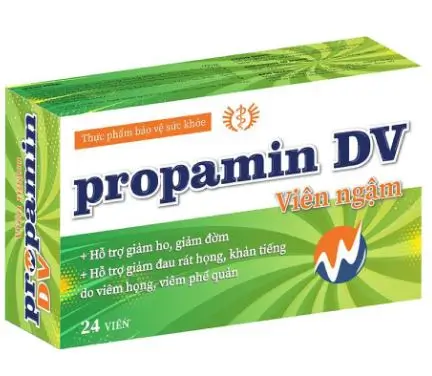 Thực phẩm bảo vệ sức khỏe
propamin DV
Viên ngậm
+ Hỗ trợ giảm ho, giảm đờm
+ Hỗ trợ giảm đau rát họng, khản tiếng
do viêm họng, viêm phế quản
24 VIÊN
propamin
DV